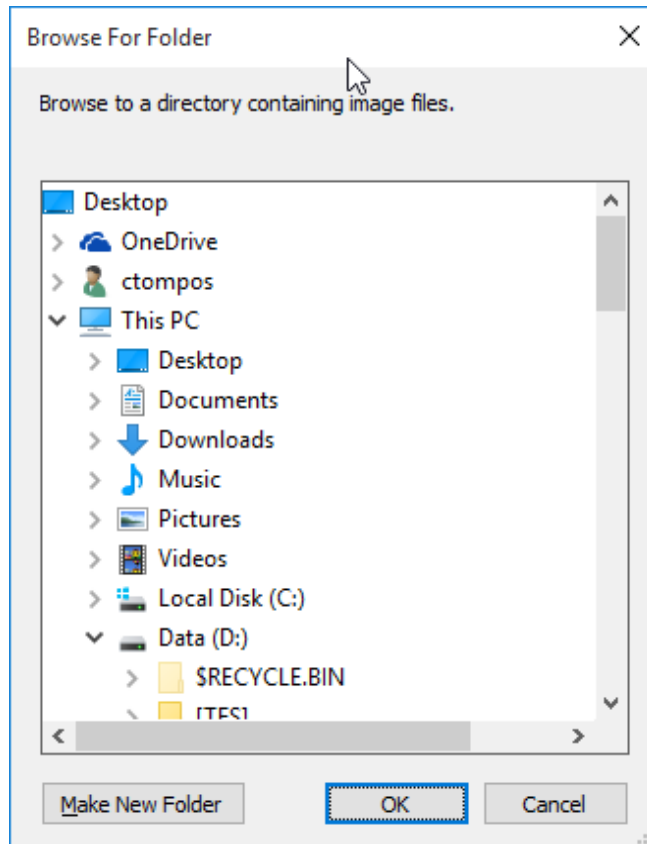 Browse For Folder
Browse to a directory containing image files.
Desktop
OneDrive
ctompos
This PC
Desktop
Documents
Downloads
Music
Pictures
Videos
Local Disk (C:)
Data (D:)
$RECYCLE.BIN
[TFS]
Make New Folder OK Cancel